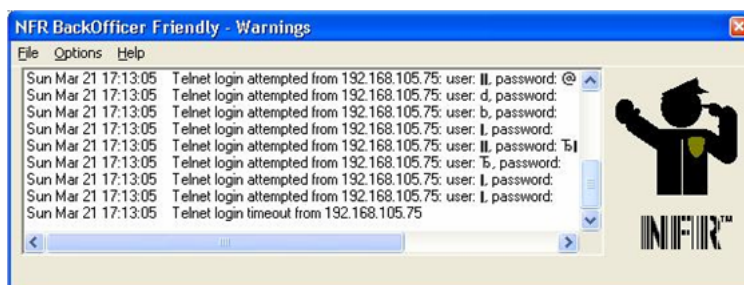 NFR BackOfficer Friendly - Warnings
File Options Help
Sun Mar 21 17:13:05 Telnet login attempted from 192.168.105.75: user: , password: @
Sun Mar 21 17:13:05 Telnet login attempted from 192.168.105.75: user: d, password:
Sun Mar 21 17:13:05 Telnet login attempted from 192.168.105.75: user: b, password:
Sun Mar 21 17:13:05 Telnet login attempted from 192.168.105.75: user: , password:
Sun Mar 21 17:13:05 Telnet login attempted from 192.168.105.75: user: , password: Ђ
Sun Mar 21 17:13:05 Telnet login attempted from 192.168.105.75: user: Ђ, password:
Sun Mar 21 17:13:05 Telnet login attempted from 192.168.105.75: user: , password:
Sun Mar 21 17:13:05 Telnet login attempted from 192.168.105.75: user: , password:
Sun Mar 21 17:13:05 Telnet login timeout from 192.168.105.75
NFR™